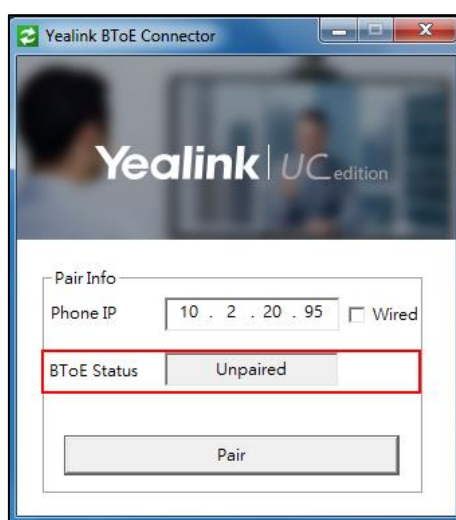 Yealink BToE Connector
Yealink | UC edition
Pair Info
Phone IP 10 . 2 . 20 . 95 Wired
BToE Status Unpaired
Pair